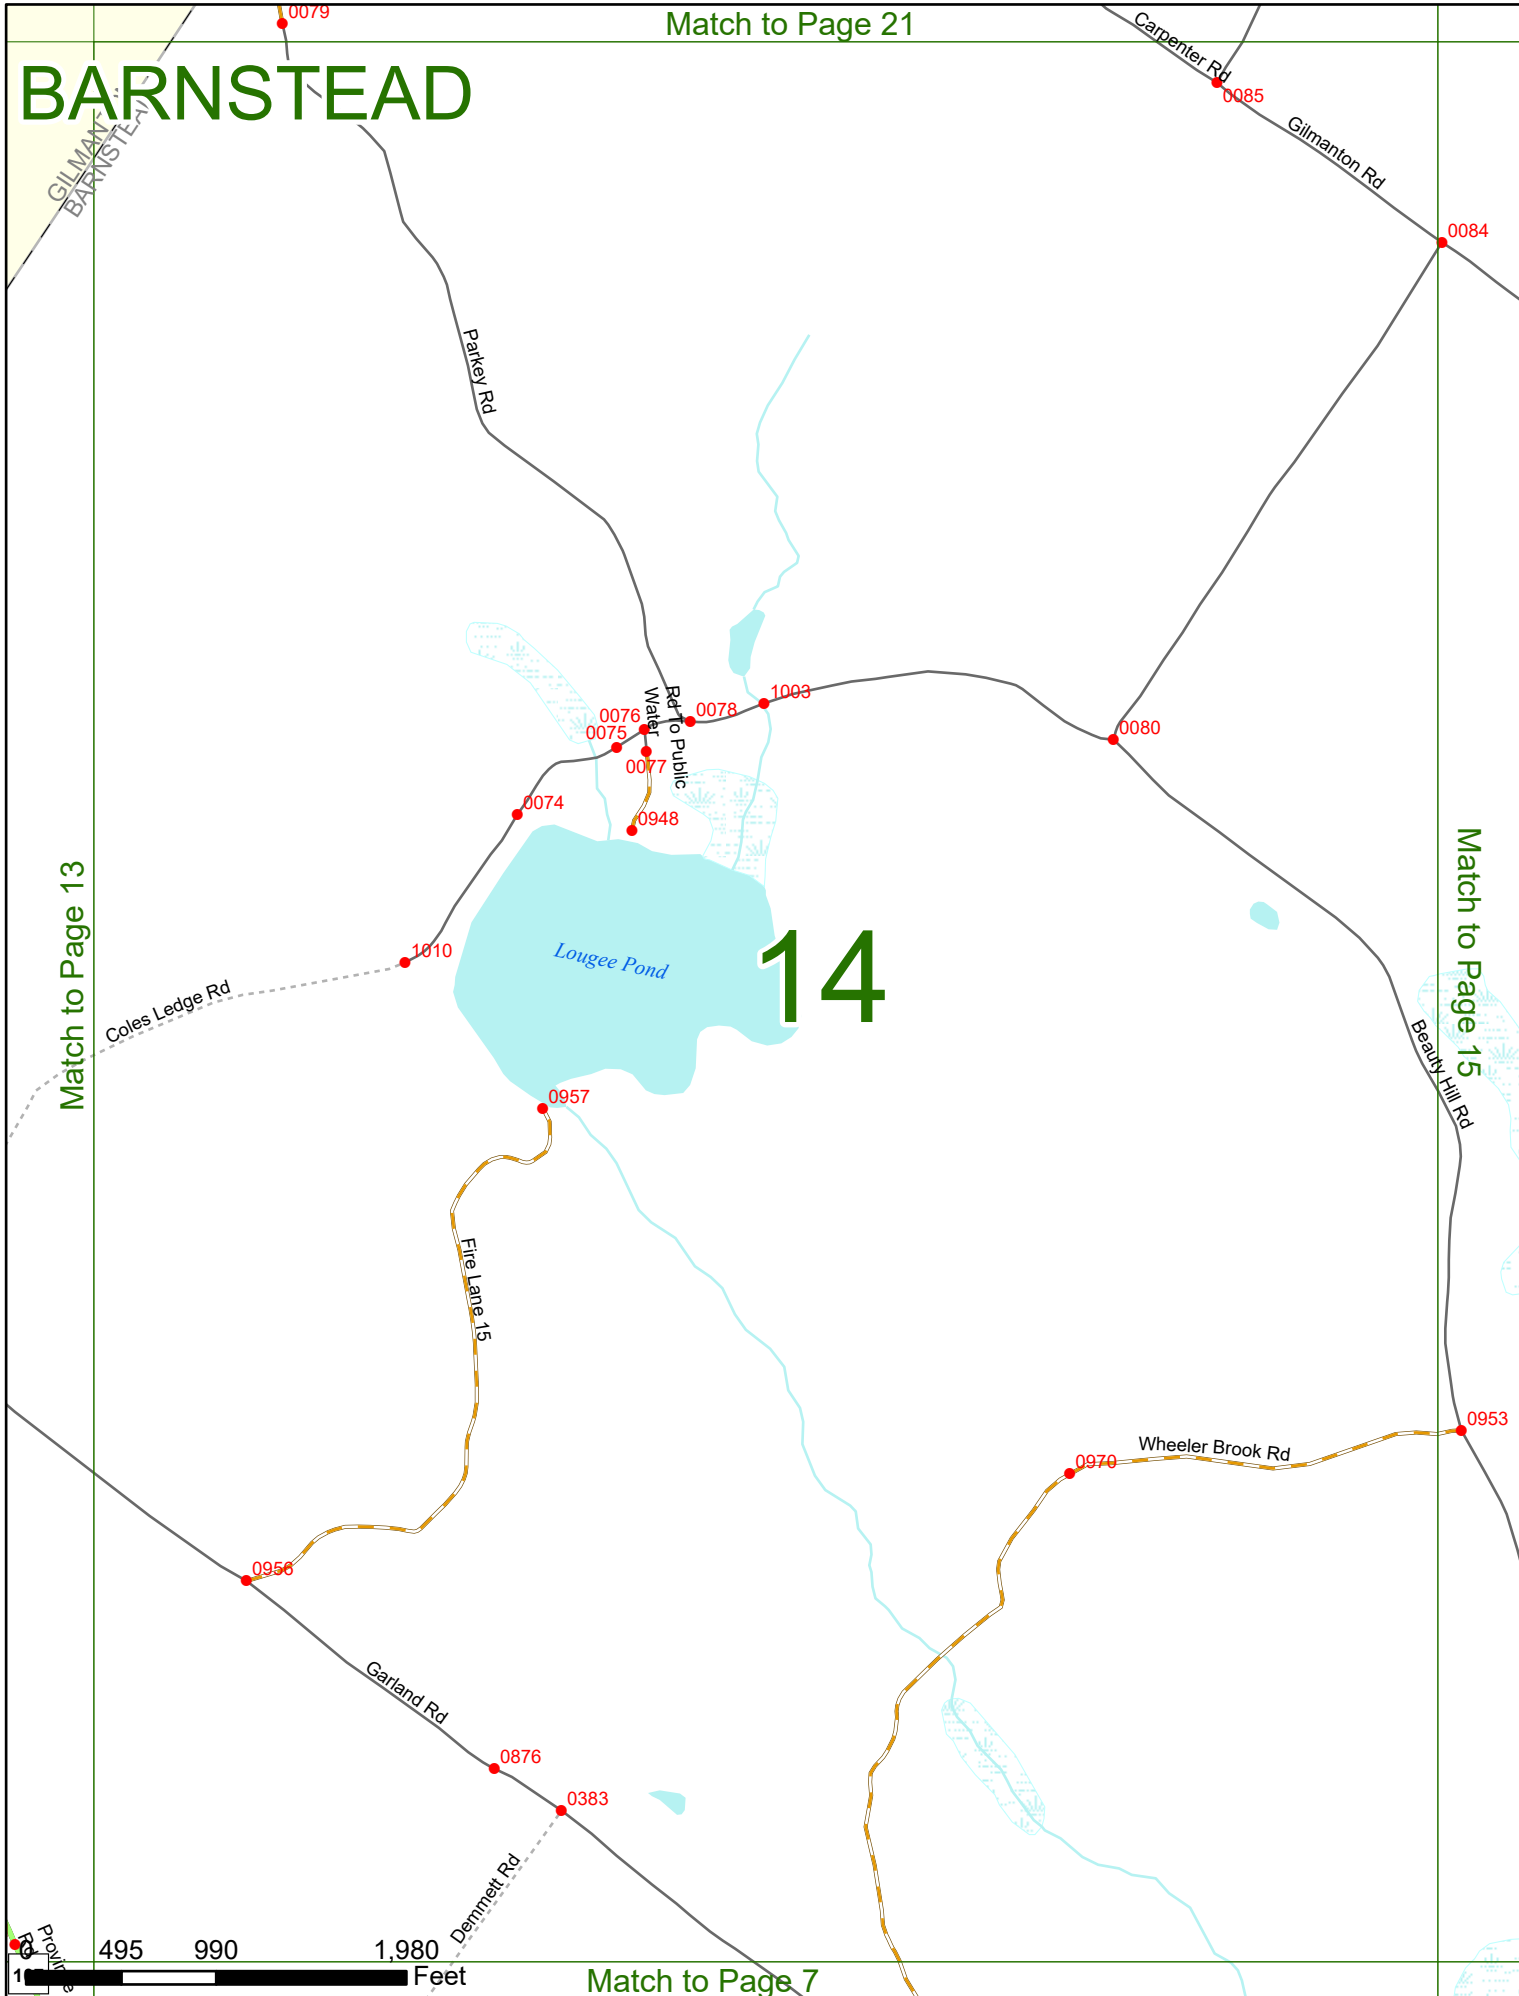 0079
Match to Page 21
Carpenter Rd
0085
BARNSTEAD
GILMAN
BARNSTEA
Gilmanton Rd
0084
Parkey Rd
Water
Rd To Public
1003
0076
0078
0075
0080
0077
0074
0948
Match to Page 13
Match to Page 15
1010
Lougee Pond
14
Coles Ledge Rd
Beauty Hill Rd
0957
Fire Lane 15
0953
Wheeler Brook Rd
0970
0956
Garland Rd
0876
0383
Demmett Rd
Rd
495
990
1,980
Feet
Match to Page 7